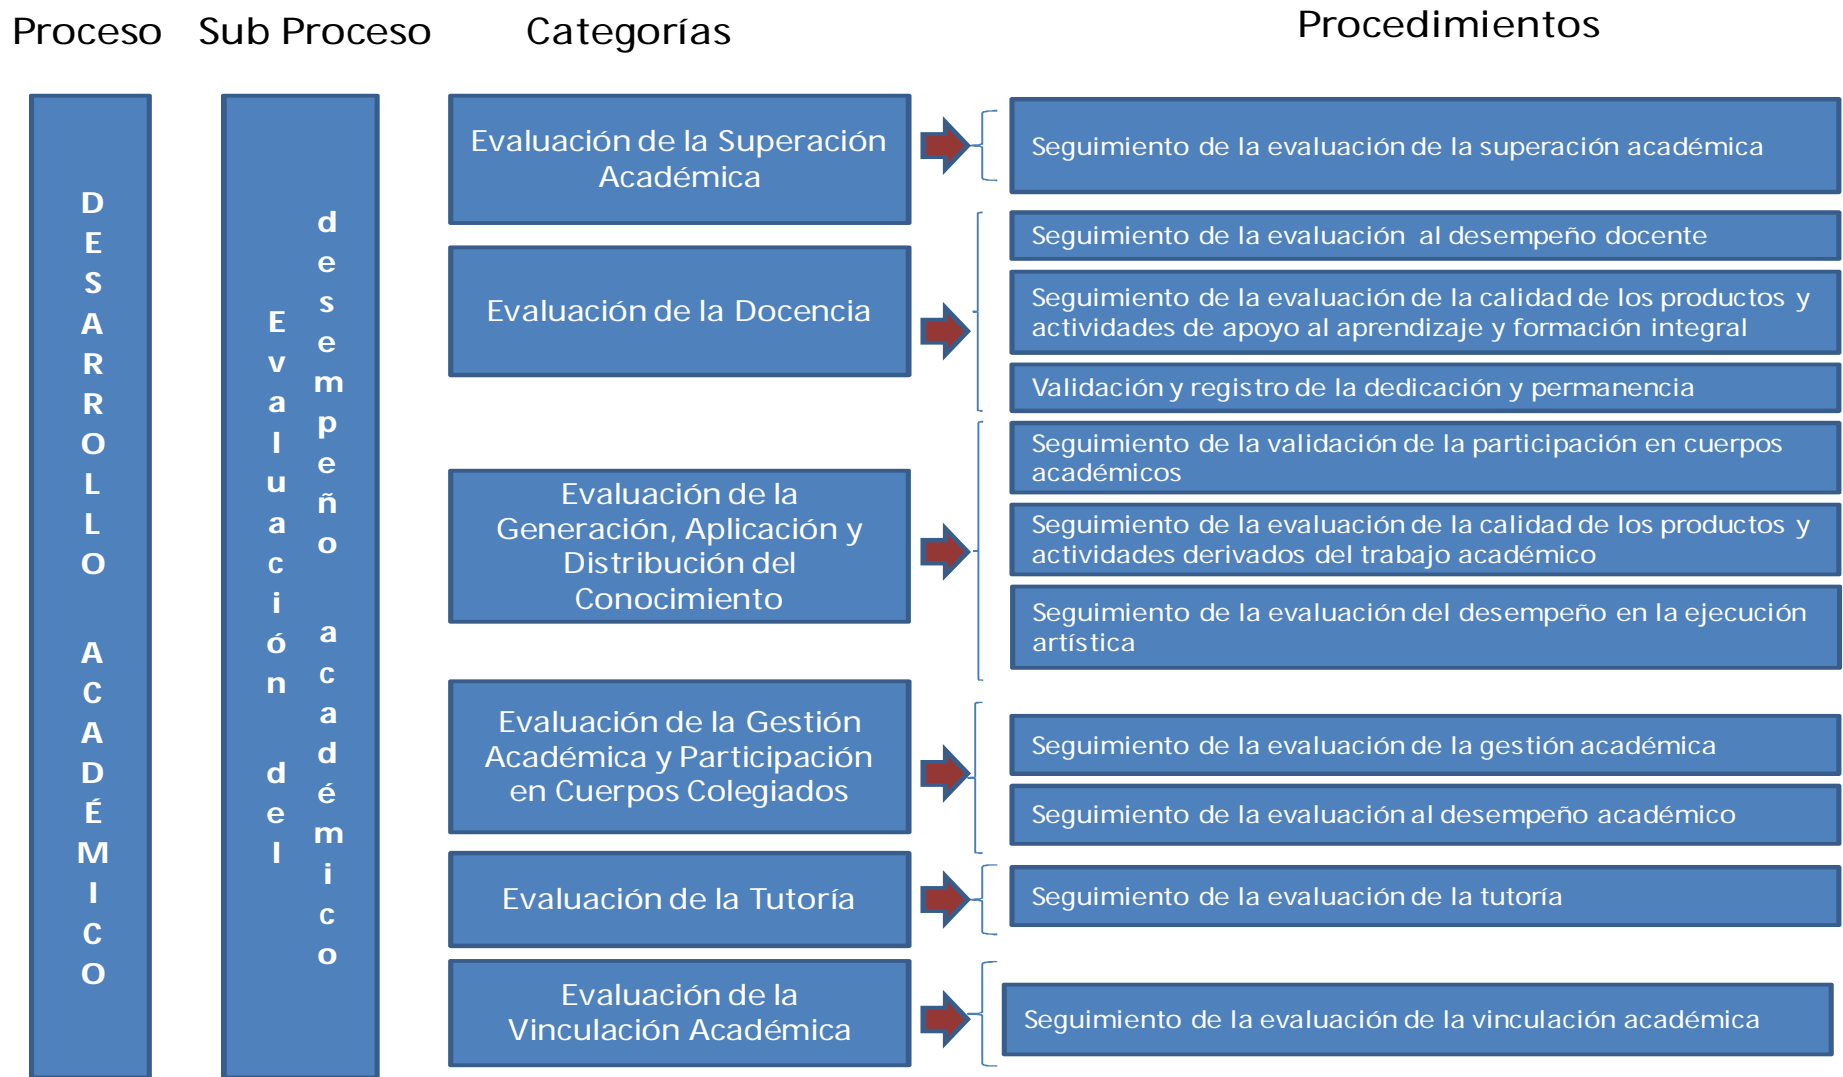 Proceso
Sub Proceso
Categorías
Procedimientos
DESARROLLO ACADÉMICO
Evaluación del
desempeño académico
Evaluación de la Superación
Académica
Seguimiento de la evaluación de la superación académica
Evaluación de la Docencia
Seguimiento de la evaluación al desempeño docente
Seguimiento de la evaluación de la calidad de los productos y
actividades de apoyo al aprendizaje y formación integral
Validación y registro de la dedicación y permanencia
Evaluación de la
Generación, Aplicación y
Distribución del
Conocimiento
Seguimiento de la validación de la participación en cuerpos
académicos
Seguimiento de la evaluación de la calidad de los productos y
actividades derivados del trabajo académico
Seguimiento de la evaluación del desempeño en la ejecución
artística
Evaluación de la Gestión
Académica y Participación
en Cuerpos Colegiados
Seguimiento de la evaluación de la gestión académica
Seguimiento de la evaluación al desempeño académico
Evaluación de la Tutoría
Seguimiento de la evaluación de la tutoría
Evaluación de la
Vinculación Académica
Seguimiento de la evaluación de la vinculación académica